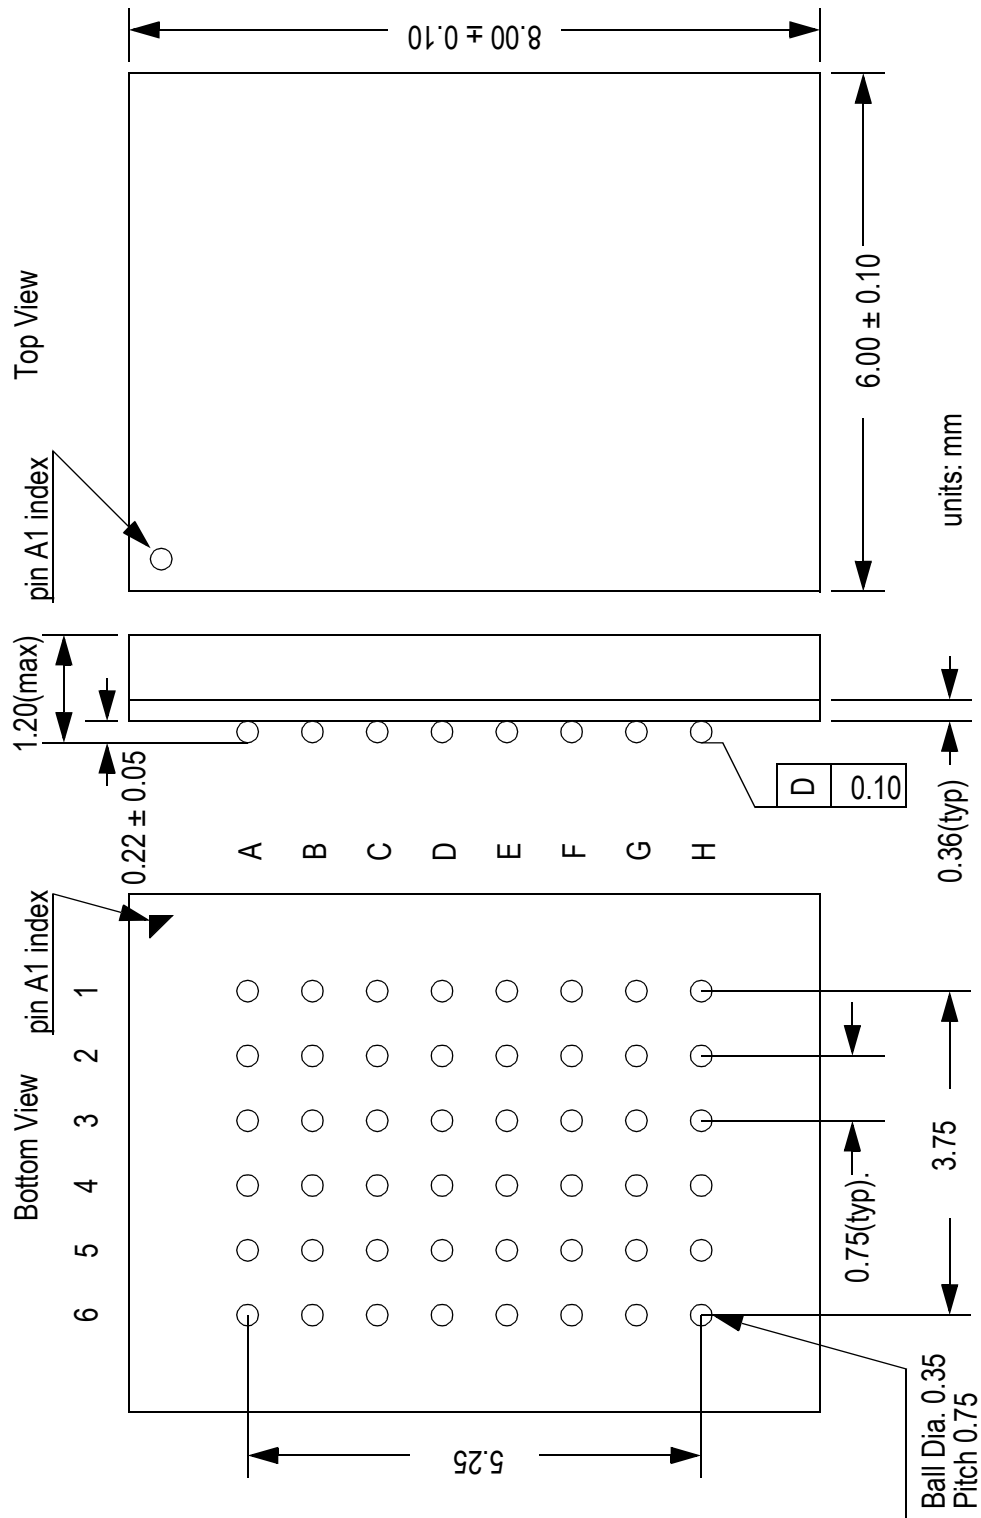 Top View
pin A1 index
8.00 ± 0.10
6.00 ± 0.10
units: mm
1.20(max)
0.22 ± 0.05
D 0.10
0.36(typ)
Bottom View
pin A1 index
6 5 4 3 2 1
A
B
C
D
E
F
G
H
5.25
0.75(typ).
3.75
Ball Dia. 0.35
Pitch 0.75